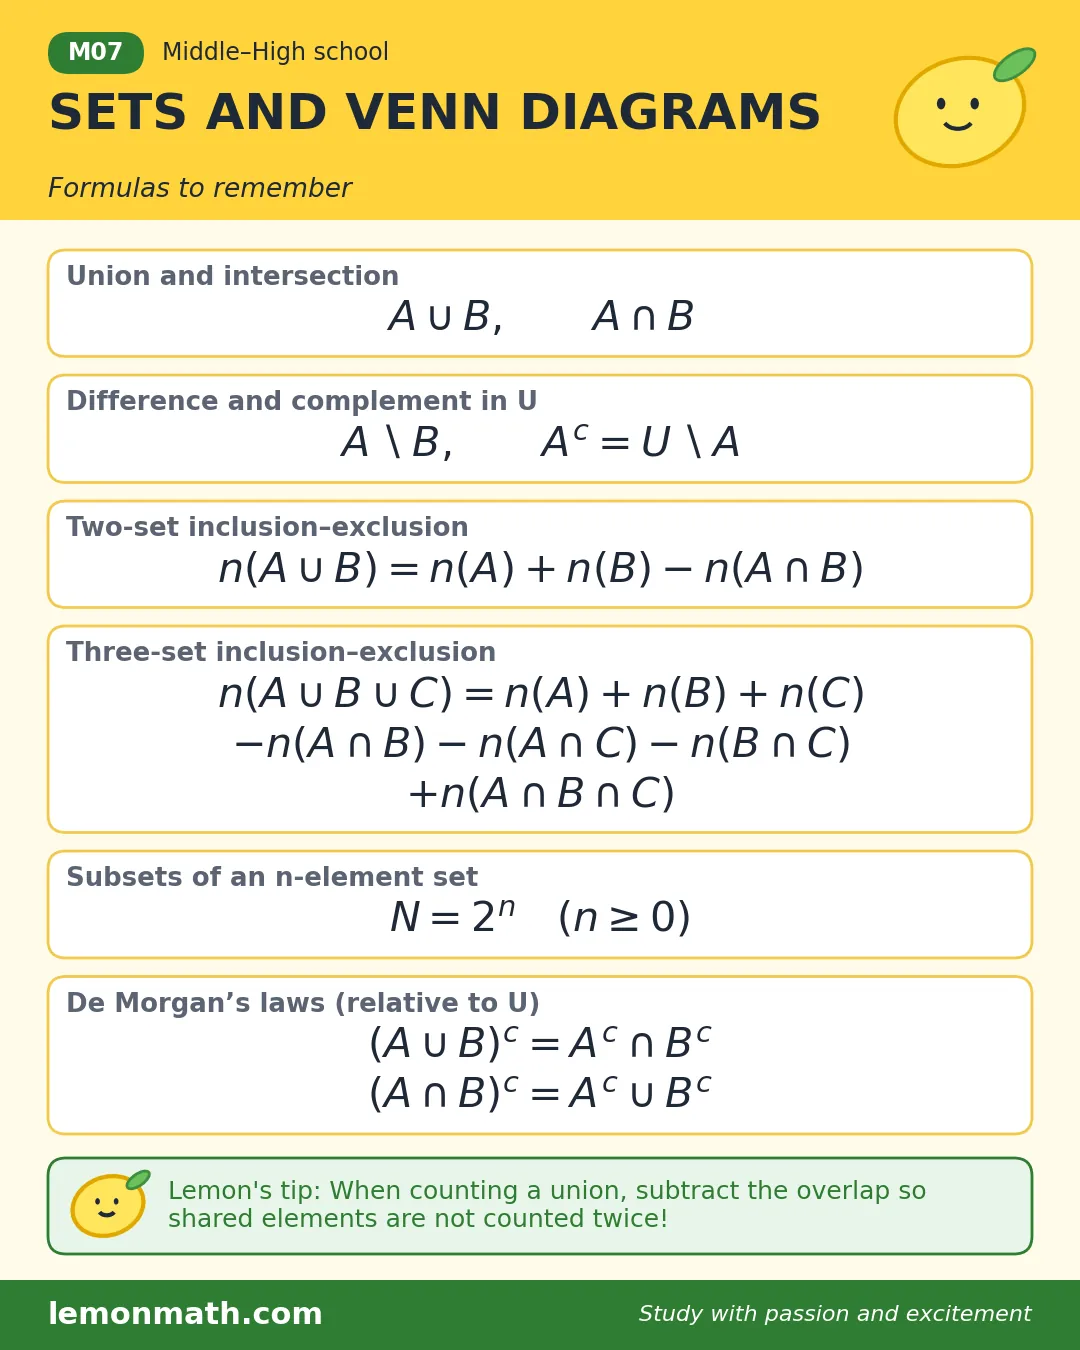 M07 Middle–High school
SETS AND VENN DIAGRAMS
Formulas to remember
Union and intersection
A ∪ B, A ∩ B
Difference and complement in U
A \ B, Aᶜ = U \ A
Two-set inclusion–exclusion
n(A ∪ B) = n(A) + n(B) − n(A ∩ B)
Three-set inclusion–exclusion
n(A ∪ B ∪ C) = n(A) + n(B) + n(C)
−n(A ∩ B) − n(A ∩ C) − n(B ∩ C)
+n(A ∩ B ∩ C)
Subsets of an n-element set
N = 2ⁿ (n ≥ 0)
De Morgan’s laws (relative to U)
(A ∪ B)ᶜ = Aᶜ ∩ Bᶜ
(A ∩ B)ᶜ = Aᶜ ∪ Bᶜ
Lemon's tip: When counting a union, subtract the overlap so
shared elements are not counted twice!
lemonmath.com
Study with passion and excitement